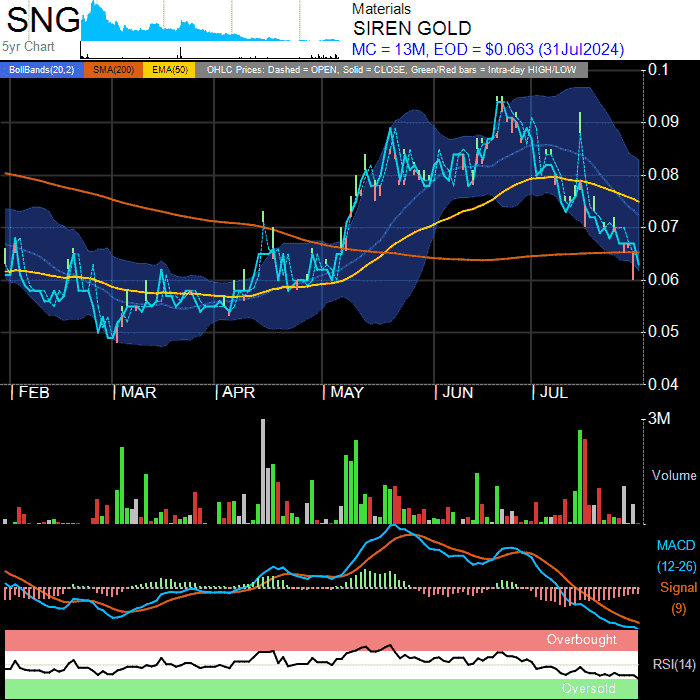 SNG
5yr Chart
Materials
SIREN GOLD
MC = 13M, EOD = $0.063 (31Jul2024)
BollBands(20,2) SMA(200) EMA(50) OHLC Prices: Dashed = OPEN, Solid = CLOSE, Green/Red bars = Intra-day HIGH/LOW
0.1
0.09
0.08
0.07
0.06
0.05
0.04
FEB MAR APR MAY JUN JUL
3M
Volume
MACD
(12-26)
Signal
(9)
Overbought
RSI(14)
Oversold